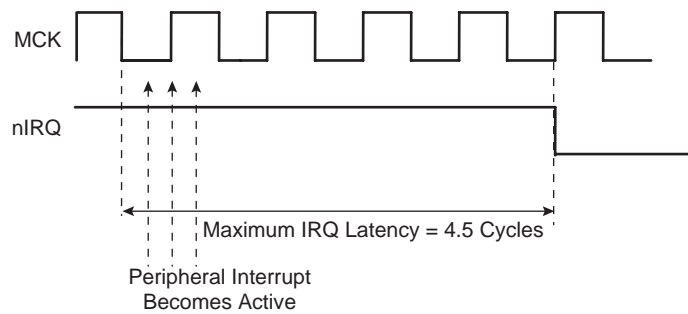 MCK
nIRQ
Maximum IRQ Latency = 4.5 Cycles
Peripheral Interrupt
Becomes Active